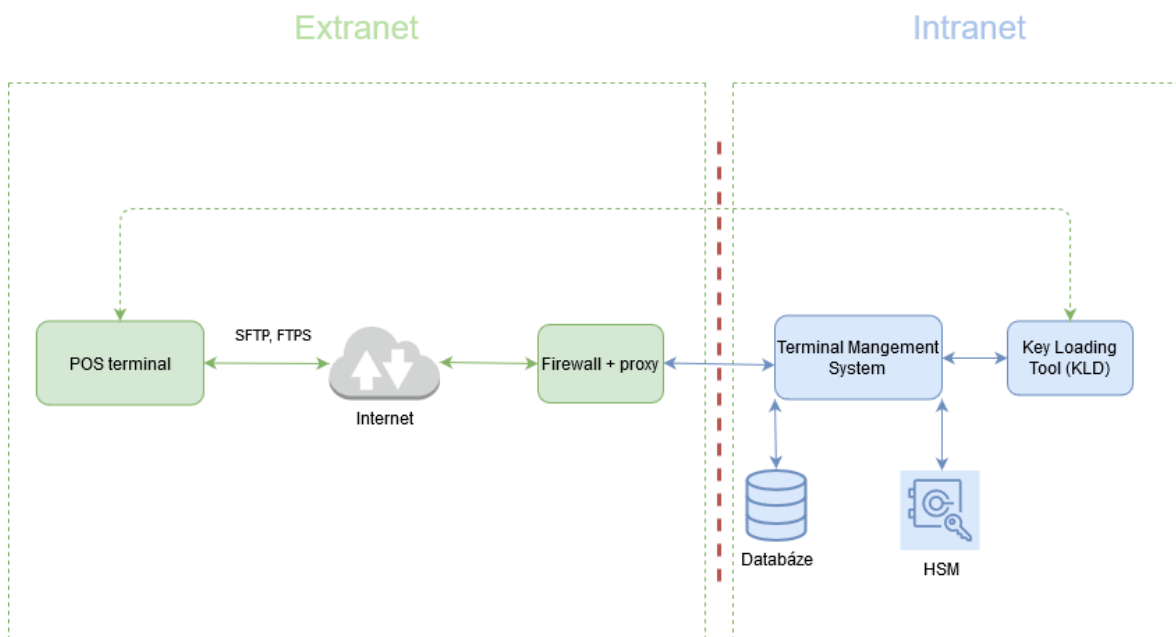 Extranet
Intranet
SFTP, FTPS
POS terminal
Internet
Firewall + proxy
Terminal Mangement
System
Key Loading
Tool (KLD)
Databáze
HSM